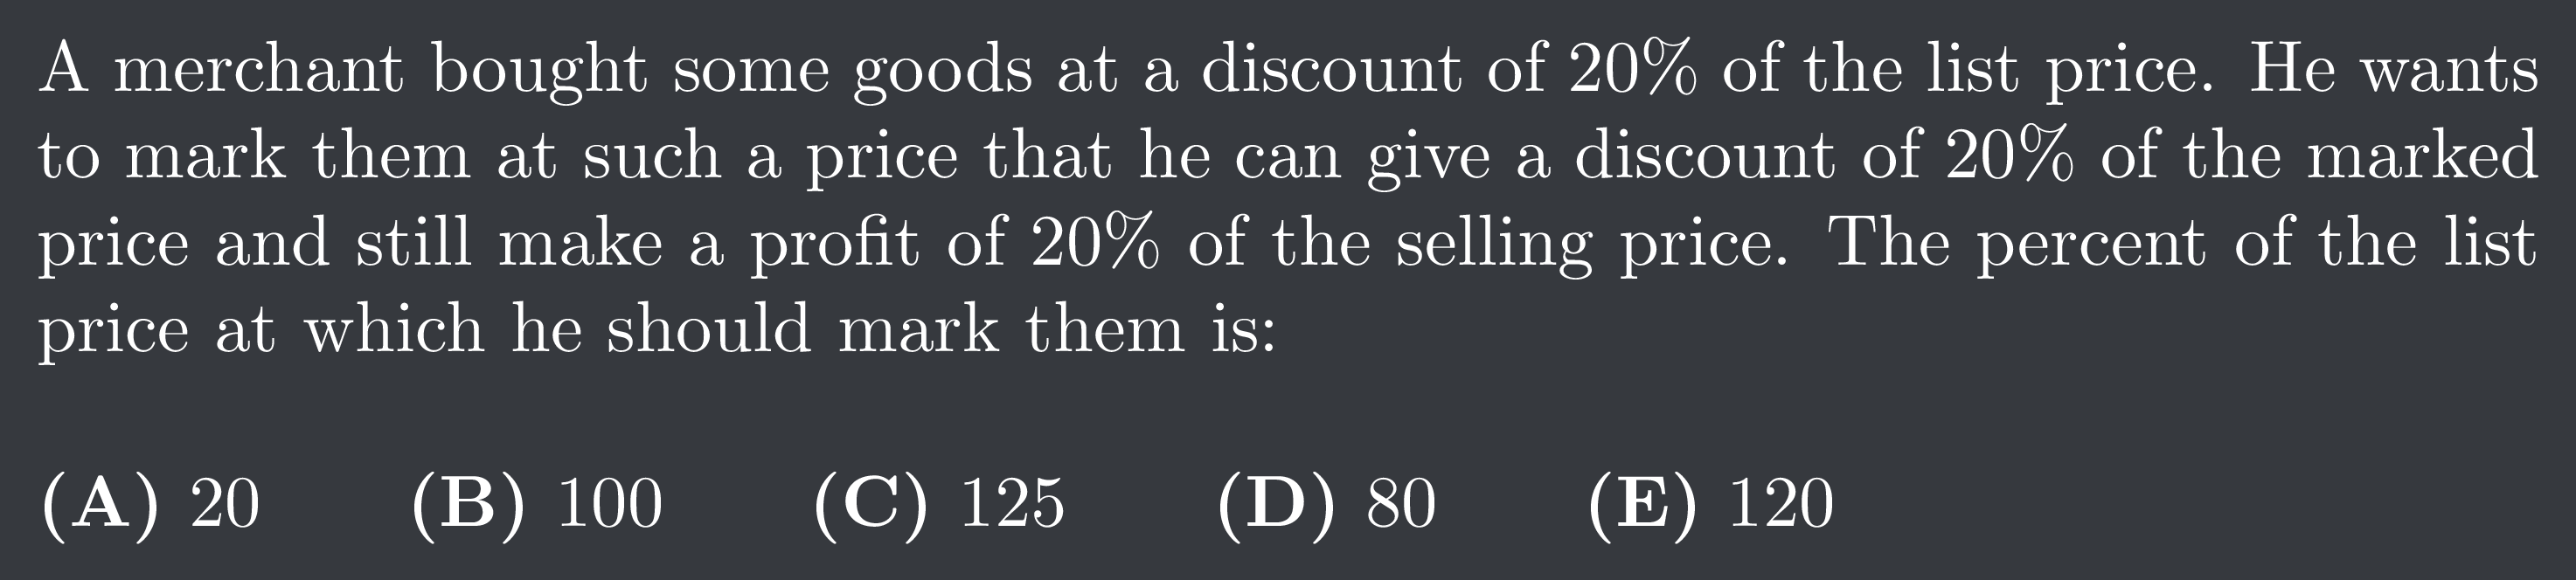 A merchant bought some goods at a discount of 20% of the list price. He wants
to mark them at such a price that he can give a discount of 20% of the marked
price and still make a profit of 20% of the selling price. The percent of the list
price at which he should mark them is:
(A) 20 (B) 100 (C) 125 (D) 80 (E) 120